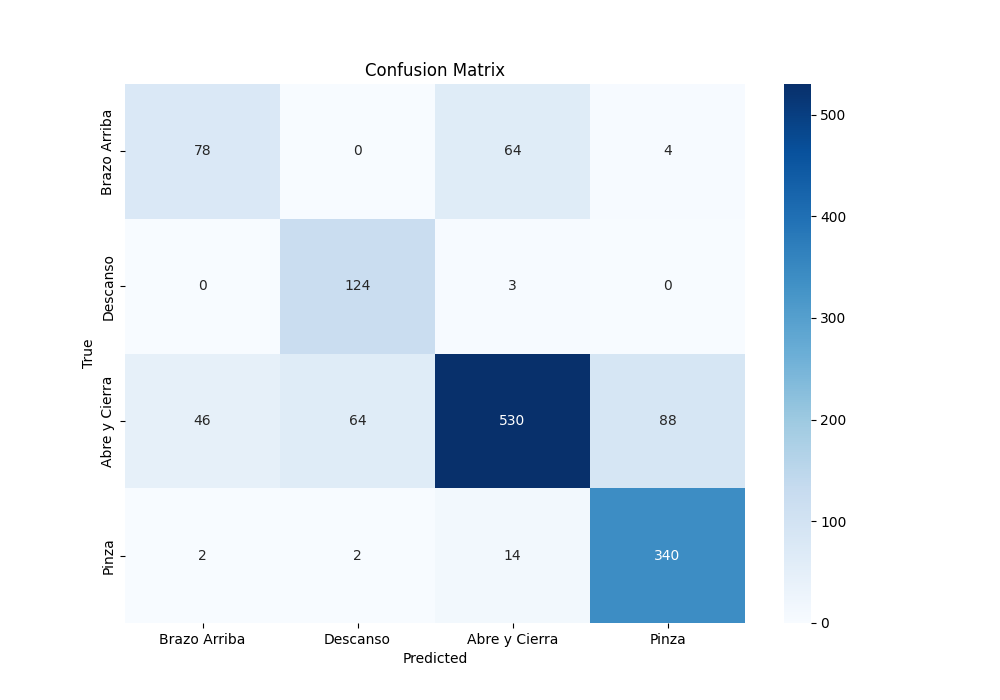 Confusion Matrix
True
Brazo Arriba
78 0 64 4
Descanso
0 124 3 0
Abre y Cierra
46 64 530 88
Pinza
2 2 14 340
Brazo Arriba Descanso Abre y Cierra Pinza
Predicted
500
400
300
200
100
0